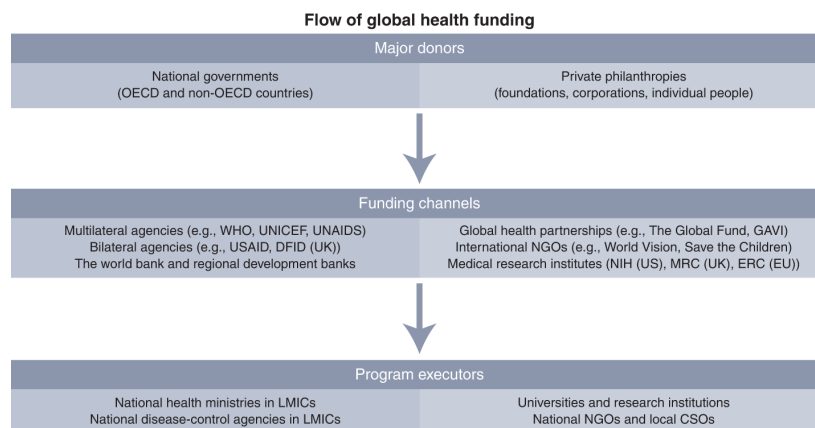 Flow of global health funding
Major donors
National governments
(OECD and non-OECD countries)
Private philanthropies
(foundations, corporations, individual people)
Funding channels
Multilateral agencies (e.g., WHO, UNICEF, UNAIDS)
Bilateral agencies (e.g., USAID, DFID (UK))
The world bank and regional development banks
Global health partnerships (e.g., The Global Fund, GAVI)
International NGOs (e.g., World Vision, Save the Children)
Medical research institutes (NIH (US), MRC (UK), ERC (EU))
Program executors
National health ministries in LMICs
National disease-control agencies in LMICs
Universities and research institutions
National NGOs and local CSOs